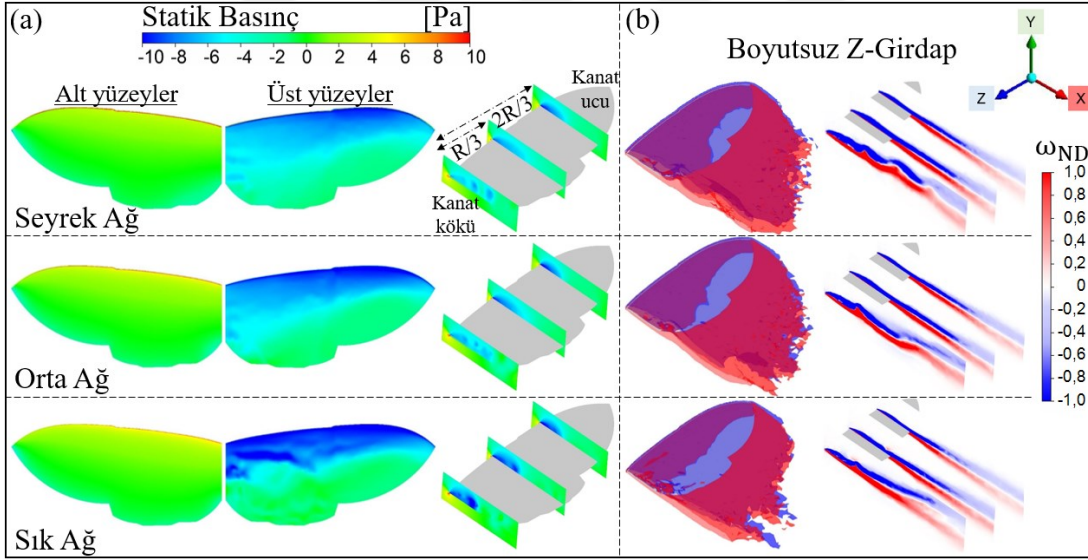 (a)
Statik Basınç [Pa]
-10 -8 -6 -4 -2 0 2 4 6 8 10
Alt yüzeyler
Üst yüzeyler
R/3
2R/3
Kanat
ucu
Kanat
kökü
Seyrek Ağ
Orta Ağ
Sık Ağ
(b)
Boyutsuz Z-Girdap
Y
Z
X
ωND
1,0
0,8
0,6
0,4
0,2
0,0
-0,2
-0,4
-0,6
-0,8
-1,0